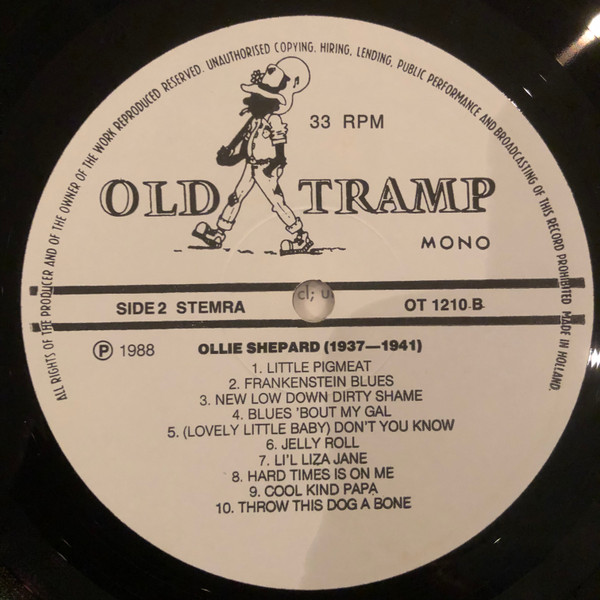 ALL RIGHTS OF THE PRODUCER AND OF THE OWNER OF THE WORK REPRODUCED RESERVED. UNAUTHORISED COPYING, HIRING, LENDING, PUBLIC PERFORMANCE AND BROADCASTING OF THIS RECORD PROHIBITED MADE IN HOLLAND.
33 RPM
OLD TRAMP
MONO
SIDE 2 STEMRA
OT 1210-B
Ⓟ 1988
OLLIE SHEPARD (1937—1941)
1. LITTLE PIGMEAT
2. FRANKENSTEIN BLUES
3. NEW LOW DOWN DIRTY SHAME
4. BLUES 'BOUT MY GAL
5. (LOVELY LITTLE BABY) DON'T YOU KNOW
6. JELLY ROLL
7. LI'L LIZA JANE
8. HARD TIMES IS ON ME
9. COOL KIND PAPA
10. THROW THIS DOG A BONE